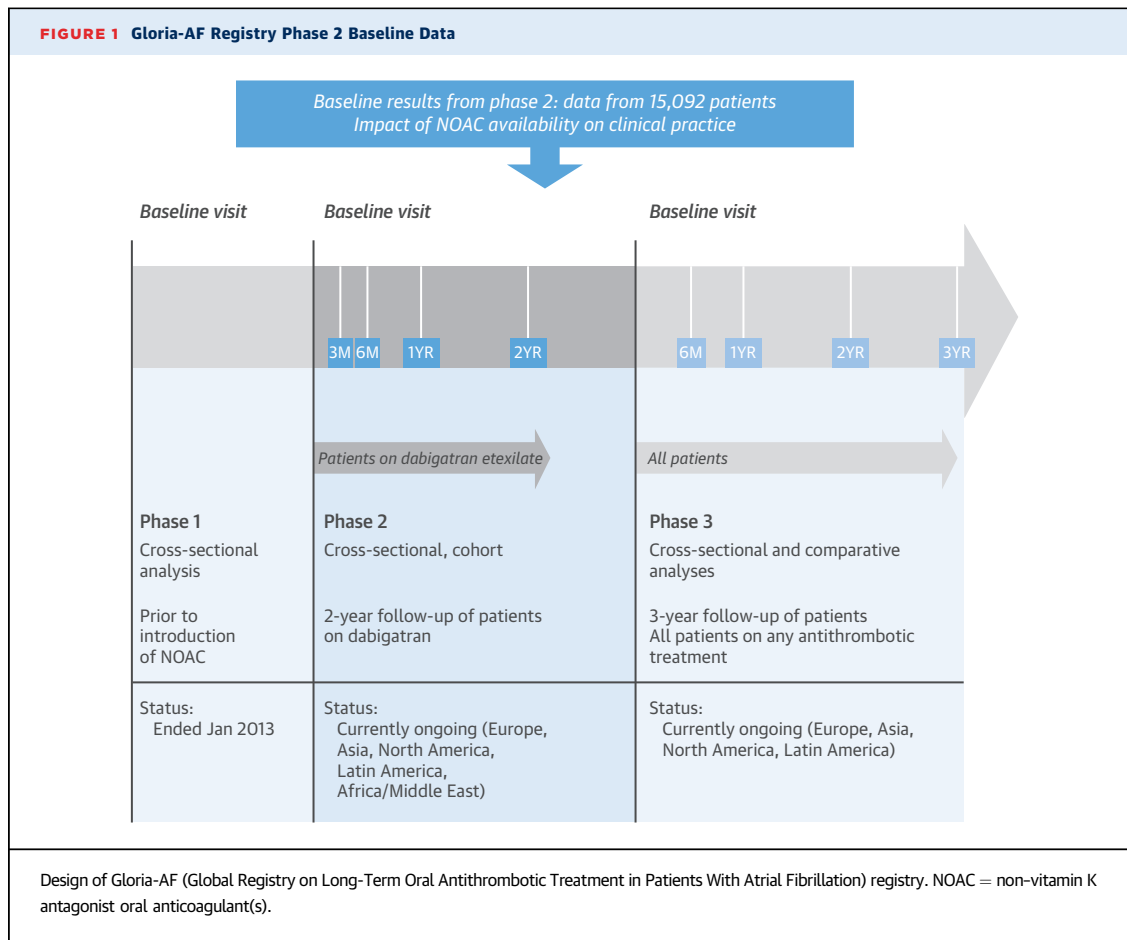 FIGURE 1 Gloria-AF Registry Phase 2 Baseline Data
Baseline results from phase 2: data from 15,092 patients
Impact of NOAC availability on clinical practice
Baseline visit
Baseline visit
Baseline visit
3M
6M
1YR
2YR
6M
1YR
2YR
3YR
Patients on dabigatran etexilate
All patients
Phase 1
Cross-sectional
analysis
Prior to
introduction
of NOAC
Status:
Ended Jan 2013
Phase 2
Cross-sectional, cohort
2-year follow-up of patients
on dabigatran
Status:
Currently ongoing (Europe,
Asia, North America,
Latin America,
Africa/Middle East)
Phase 3
Cross-sectional and comparative
analyses
3-year follow-up of patients
All patients on any antithrombotic
treatment
Status:
Currently ongoing (Europe, Asia,
North America, Latin America)
Design of Gloria-AF (Global Registry on Long-Term Oral Antithrombotic Treatment in Patients With Atrial Fibrillation) registry. NOAC = non-vitamin K
antagonist oral anticoagulant(s).